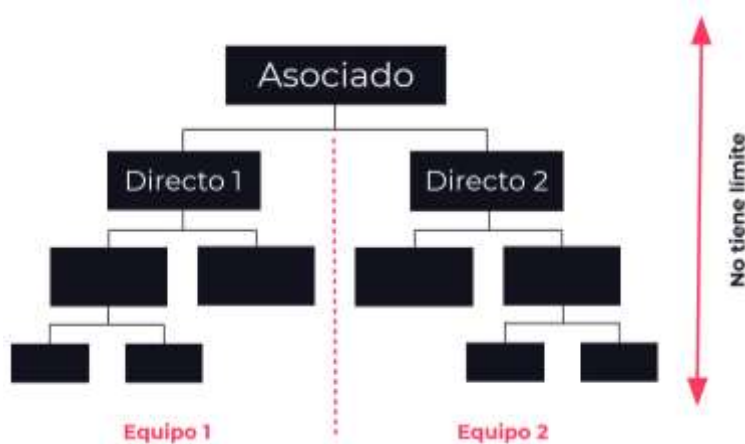 Asociado
Directo 1
Directo 2
No tiene límite
Equipo 1
Equipo 2